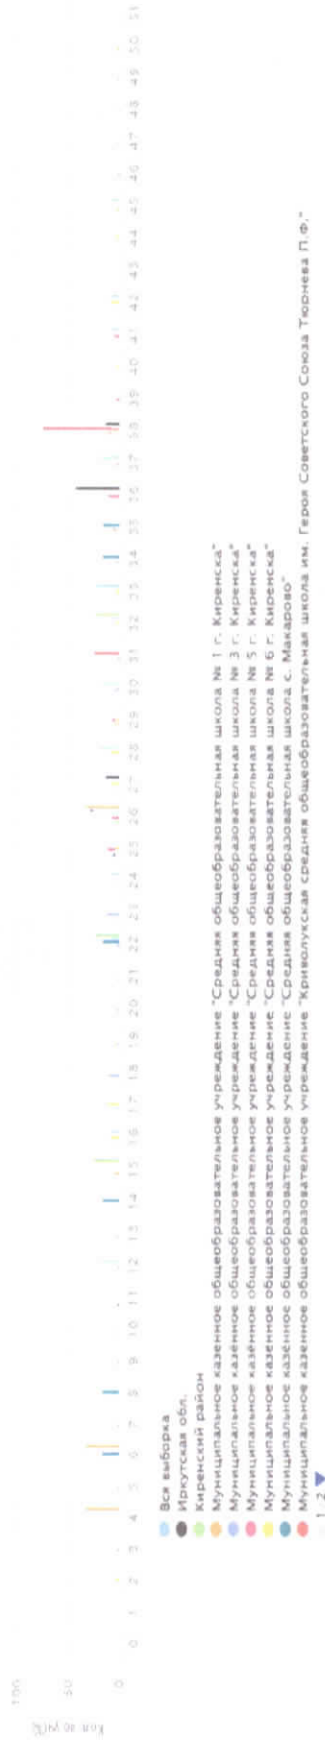 100
50
0
Кол-во уч(%)
0 1 2 3 4 5 6 7 8 9 10 11 12 13 14 15 16 17 18 19 20 21 22 23 24 25 26 27 28 29 30 31 32 33 34 35 36 37 38 39 40 41 42 43 44 45 46 47 48 49 50 51
Вся выборка
Иркутская обл.
Киренский район
Муниципальное казенное общеобразовательное учреждение "Средняя общеобразовательная школа № 1 г. Киренска"
Муниципальное казённое общеобразовательное учреждение "Средняя общеобразовательная школа № 3 г. Киренска"
Муниципальное казённое общеобразовательное учреждение "Средняя общеобразовательная школа № 5 г. Киренска"
Муниципальное казенное общеобразовательное учреждение "Средняя общеобразовательная школа № 6 г. Киренска"
Муниципальное казённое общеобразовательное учреждение "Средняя общеобразовательная школа с. Макарово"
Муниципальное казенное общеобразовательное учреждение "Криволукская средняя общеобразовательная школа им. Героя Советского Союза Тюрнева П.Ф."
1 - 2